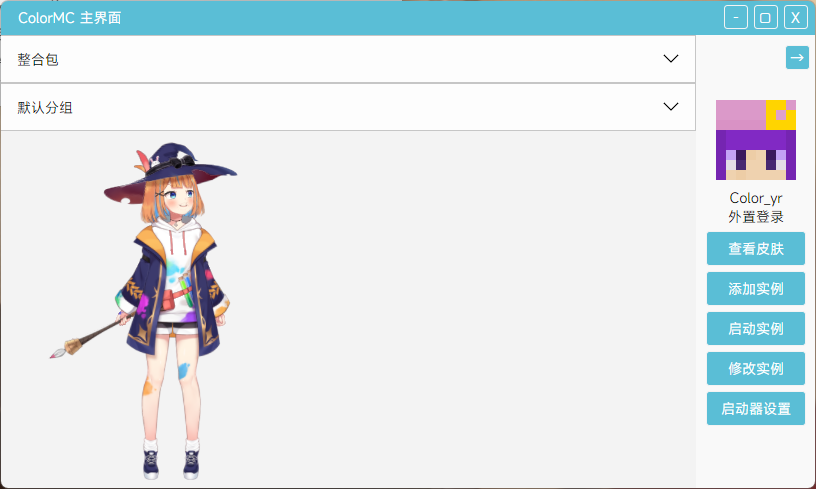 ColorMC 主界面
整合包
默认分组
Color_yr
外置登录
查看皮肤
添加实例
启动实例
修改实例
启动器设置